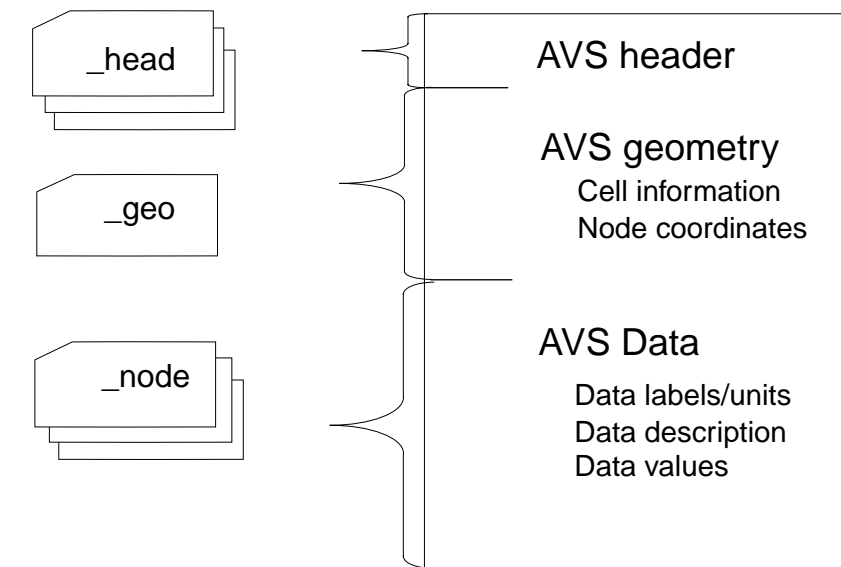 _head
AVS header
AVS geometry
Cell information
Node coordinates
_geo
AVS Data
Data labels/units
Data description
Data values
_node